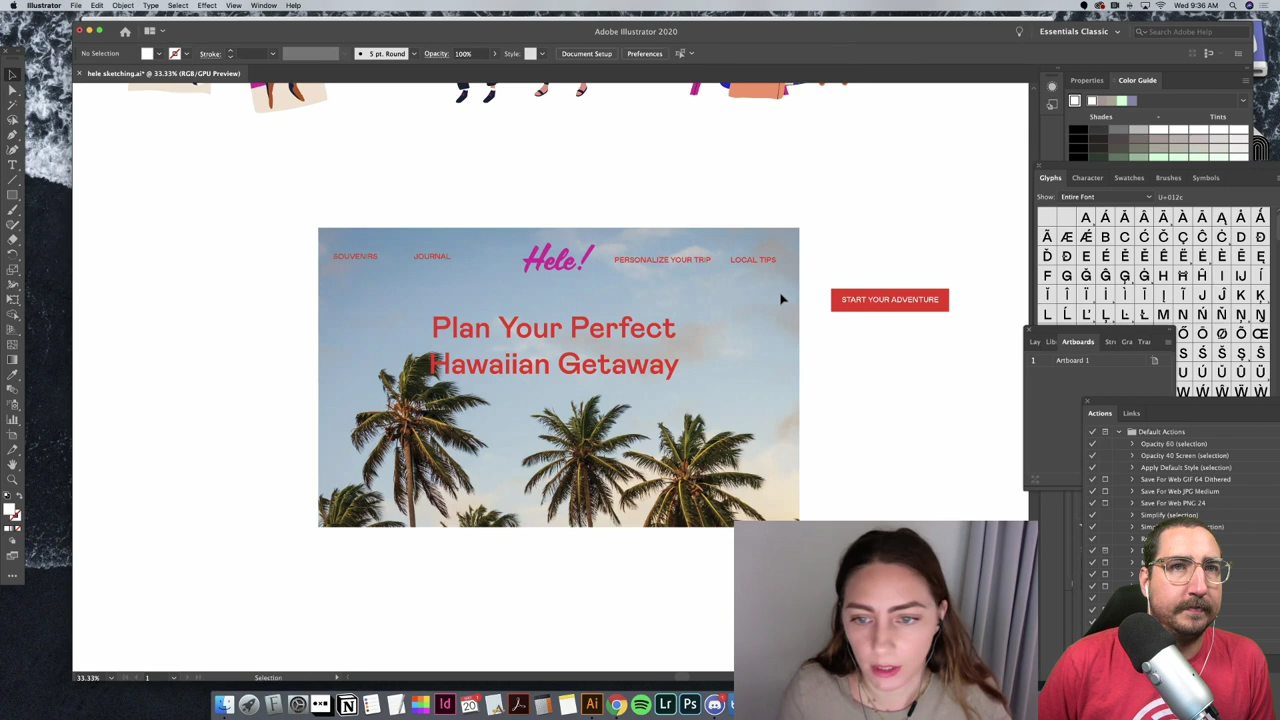 Illustrator File Edit Object Type Select Effect View Window Help
Wed 9:36 AM
Adobe Illustrator 2020
Essentials Classic
Search Adobe Help
No Selection
Stroke:
5 pt. Round
Opacity: 100%
Style:
Document Setup
Preferences
hele sketching.ai* @ 33.33% (RGB/GPU Preview)
Properties Color Guide
Shades - Tints
Glyphs Character Swatches Brushes Symbols
Show: Entire Font U+012c
SOUVENIRS JOURNAL Hele! PERSONALIZE YOUR TRIP LOCAL TIPS
START YOUR ADVENTURE
Plan Your Perfect
Hawaiian Getaway
Artboards
1 Artboard 1
Actions Links
Default Actions
Opacity 60 (selection)
Opacity 40 Screen (selection)
Apply Default Style (selection)
Save For Web GIF 64 Dithered
Save For Web JPG Medium
Save For Web PNG 24
Simplify (selection)
33.33% 1 Selection